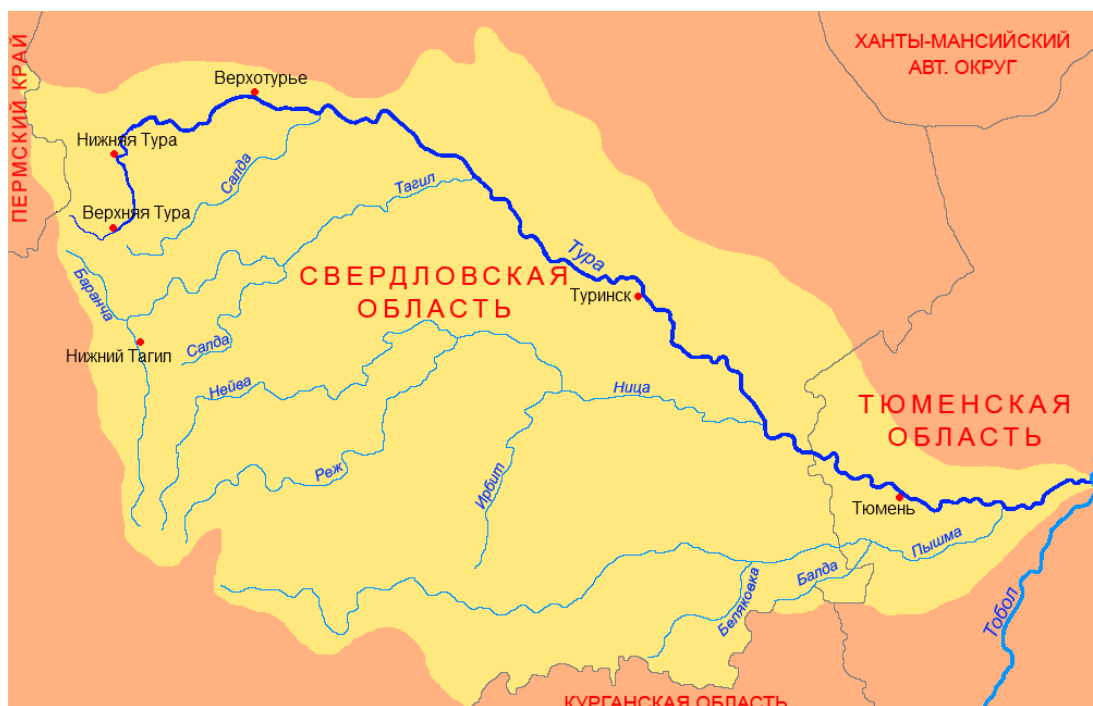 ХАНТЫ-МАНСИЙСКИЙ
АВТ. ОКРУГ
ПЕРМСКИЙ КРАЙ
Верхотурье
Нижняя Тура
Салда
Тагил
Верхняя Тура
Тура
Баранча
СВЕРДЛОВСКАЯ
ОБЛАСТЬ
Туринск
Салда
Нижний Тагил
Нейва
Ница
ТЮМЕНСКАЯ
ОБЛАСТЬ
Реж
Ирбит
Тюмень
Пышма
Балда
Беляковка
Тобол
КУРГАНСКАЯ ОБЛАСТЬ